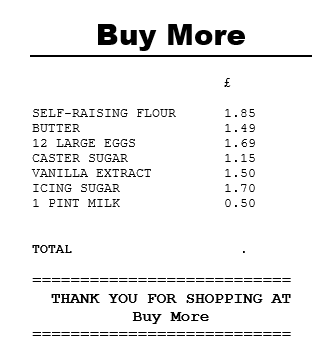 Buy More
£
SELF-RAISING FLOUR 1.85
BUTTER 1.49
12 LARGE EGGS 1.69
CASTER SUGAR 1.15
VANILLA EXTRACT 1.50
ICING SUGAR 1.70
1 PINT MILK 0.50
TOTAL .
===========================
THANK YOU FOR SHOPPING AT
Buy More
===========================